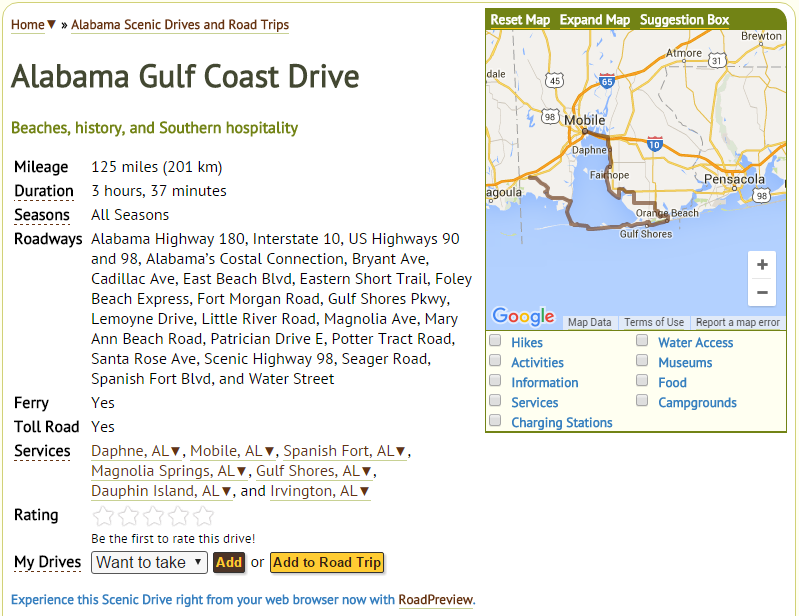 Home▼ » Alabama Scenic Drives and Road Trips
Alabama Gulf Coast Drive
Beaches, history, and Southern hospitality
Mileage 125 miles (201 km)
Duration 3 hours, 37 minutes
Seasons All Seasons
Roadways Alabama Highway 180, Interstate 10, US Highways 90
and 98, Alabama's Costal Connection, Bryant Ave,
Cadillac Ave, East Beach Blvd, Eastern Short Trail, Foley
Beach Express, Fort Morgan Road, Gulf Shores Pkwy,
Lemoyne Drive, Little River Road, Magnolia Ave, Mary
Ann Beach Road, Patrician Drive E, Potter Tract Road,
Santa Rose Ave, Scenic Highway 98, Seager Road,
Spanish Fort Blvd, and Water Street
Ferry Yes
Toll Road Yes
Services Daphne, AL▼, Mobile, AL▼, Spanish Fort, AL▼,
Magnolia Springs, AL▼, Gulf Shores, AL▼,
Dauphin Island, AL▼, and Irvington, AL▼
Rating
Be the first to rate this drive!
My Drives Want to take ▼ Add or Add to Road Trip
Experience this Scenic Drive right from your web browser now with RoadPreview.
Reset Map Expand Map Suggestion Box
Brewton
Atmore 31
dale
45
65
98
Mobile
10
Daphne
Fairhope
Pensacola
98
agoula
Orange Beach
Gulf Shores
+
−
Google Map Data Terms of Use Report a map error
Hikes Water Access
Activities Museums
Information Food
Services Campgrounds
Charging Stations